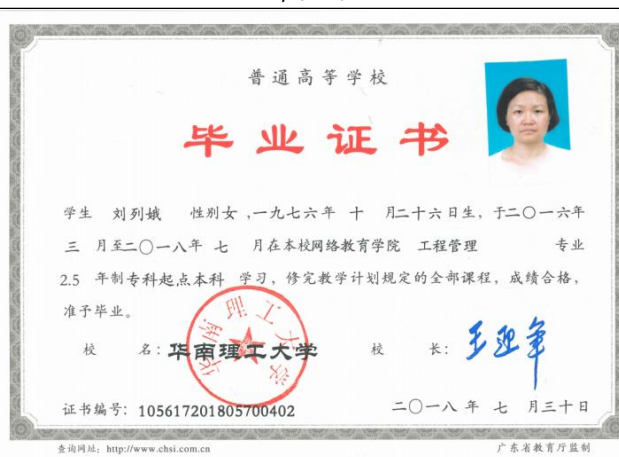 普通高等学校
毕业证书
学生 刘列娥 性别女,一九七六年 十 月二十六日生,于二〇一六年
三 月至二〇一八年 七 月在本校网络教育学院 工程管理 专业
2.5 年制专科起点本科 学习,修完教学计划规定的全部课程,成绩合格,
准予毕业。
校 名:华南理工大学 校 长:王迎军
华南理工大学
证书编号:105617201805700402 二〇一八 年 七 月三十日
查询网址:http://www.chsi.com.cn 广东省教育厅监制